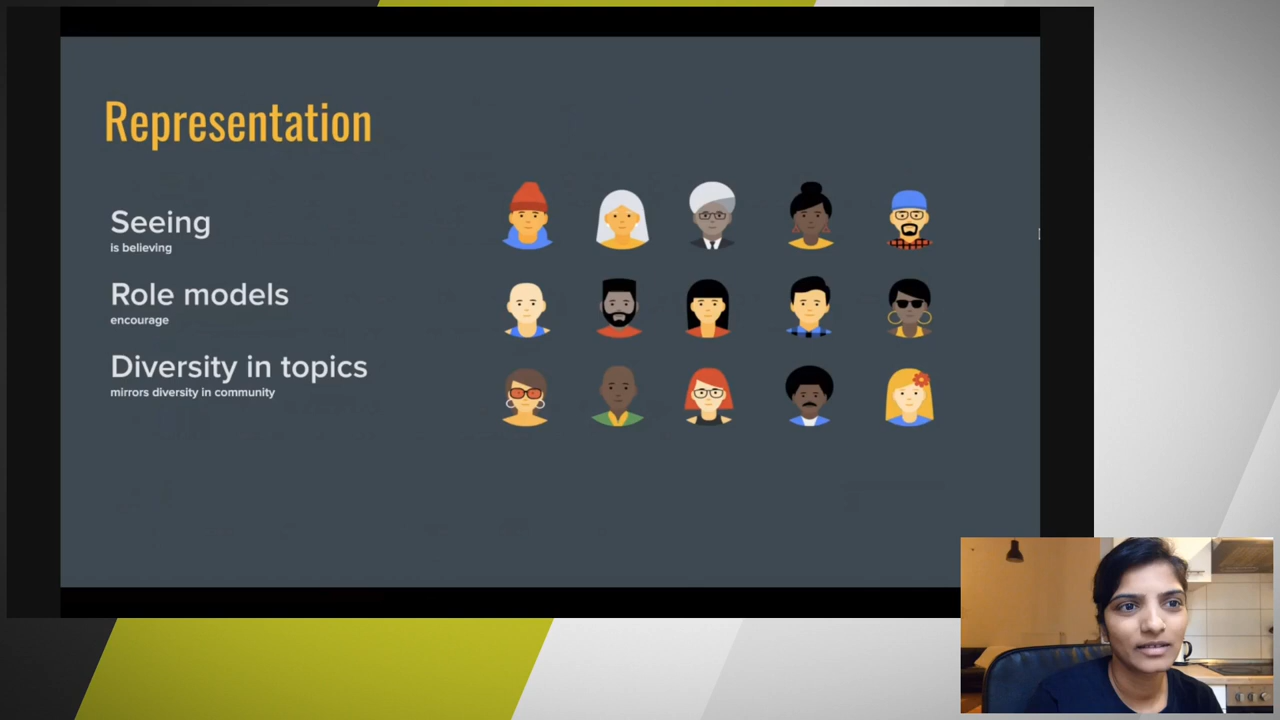 Representation
Seeing
is believing
Role models
encourage
Diversity in topics
mirrors diversity in community